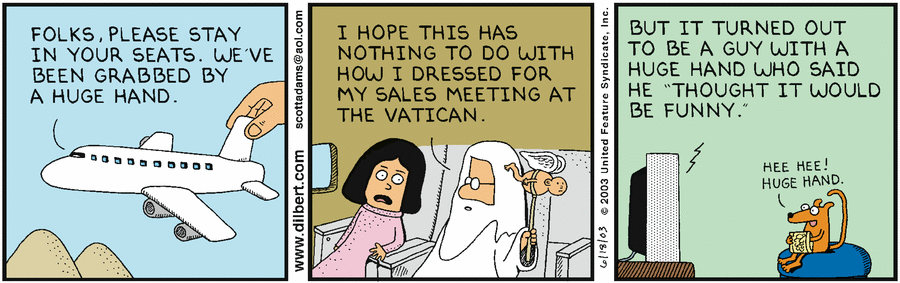 FOLKS, PLEASE STAY
IN YOUR SEATS. WE'VE
BEEN GRABBED BY
A HUGE HAND.
www.dilbert.com scottadams@aol.com
I HOPE THIS HAS
NOTHING TO DO WITH
HOW I DRESSED FOR
MY SALES MEETING AT
THE VATICAN.
6/18/03 © 2003 United Feature Syndicate, Inc.
BUT IT TURNED OUT
TO BE A GUY WITH A
HUGE HAND WHO SAID
HE "THOUGHT IT WOULD
BE FUNNY."
HEE HEE!
HUGE HAND.